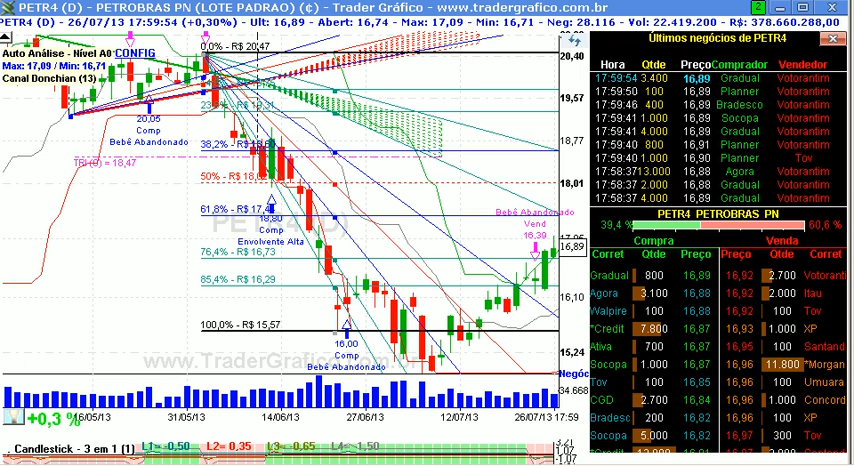 PETR4 (D) - PETROBRAS PN (LOTE PADRAO) (¢) - Trader Gráfico - www.tradergrafico.com.br
2
PETR4 (D) - 26/07/13 17:59:54 (+0,30%) - Ult: 16,89 - Abert: 16,74 - Max: 17,09 - Min: 16,71 - Neg: 28.116 - Vol: 22.419.200 - R$: 378.660.288,00
Auto Análise - Nível A0 CONFIG
Max: 17,09 / Min: 16,71
Canal Donchian (13)
0,0% - R$ 20,47
38,2% - R$
50% - R$
61,8% - R$
76,4% - R$ 16,73
85,4% - R$ 16,29
100,0% - R$ 15,57
20,05
Comp
Bebê Abandonado
= 18,47
18,80
Comp
Envolvente Alta
16,00
Comp
Bebê Abandonado
Bebê Abandonado
Vend
16,39
PETR4 (D)
www.TraderGrafico.com.br
20,40
19,57
18,77
18,01
16,89
16,10
15,24
Negóc
34.668
+0,3 %
16/05/13 31/05/13 14/06/13 27/06/13 12/07/13 26/07/13 17:59
Candlestick - 3 em 1 (1) L1= -0,50 L2= 0,35 L3= -0,65 L4= -1,50
1,07
Últimos negócios de PETR4
Hora Qtde Preço Comprador Vendedor
17:59:54 3.400 16,89 Gradual Votorantim
17:59:50 100 16,89 Planner Votorantim
17:59:46 400 16,89 Bradesco Votorantim
17:59:41 1.000 16,89 Socopa Votorantim
17:59:41 4.000 16,89 Gradual Votorantim
17:59:40 800 16,91 Planner Votorantim
17:59:40 1.000 16,90 Planner Tov
17:58:37 13.000 16,88 Agora Votorantim
17:58:37 2.000 16,88 Gradual Votorantim
17:58:37 4.000 16,88 Gradual Votorantim
PETR4 PETROBRAS PN
39,4 % 60,6 %
Compra Venda
Corret Qtde Preço Preço Qtde Corret
Gradual 800 16,89 16,92 2.700 Votoranti
Agora 3.100 16,88 16,92 2.000 Itau
Walpire 100 16,88 16,92 100 Tov
*Credit 7.800 16,87 16,93 1.000 XP
Ativa 700 16,87 16,95 100 Santand
Socopa 1.000 16,87 16,96 11.800 *Morgan
Tov 100 16,85 16,96 100 Umuara
CGD 2.700 16,84 16,96 1.000 Concord
Bradesc 200 16,82 16,96 100 XP
Socopa 5.000 16,82 16,97 300 Tov